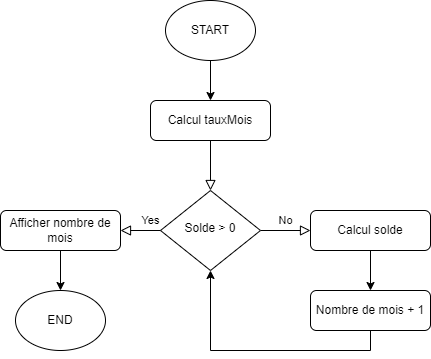 START
Calcul tauxMois
Solde > 0
Yes
No
Afficher nombre de
mois
Calcul solde
END
Nombre de mois + 1